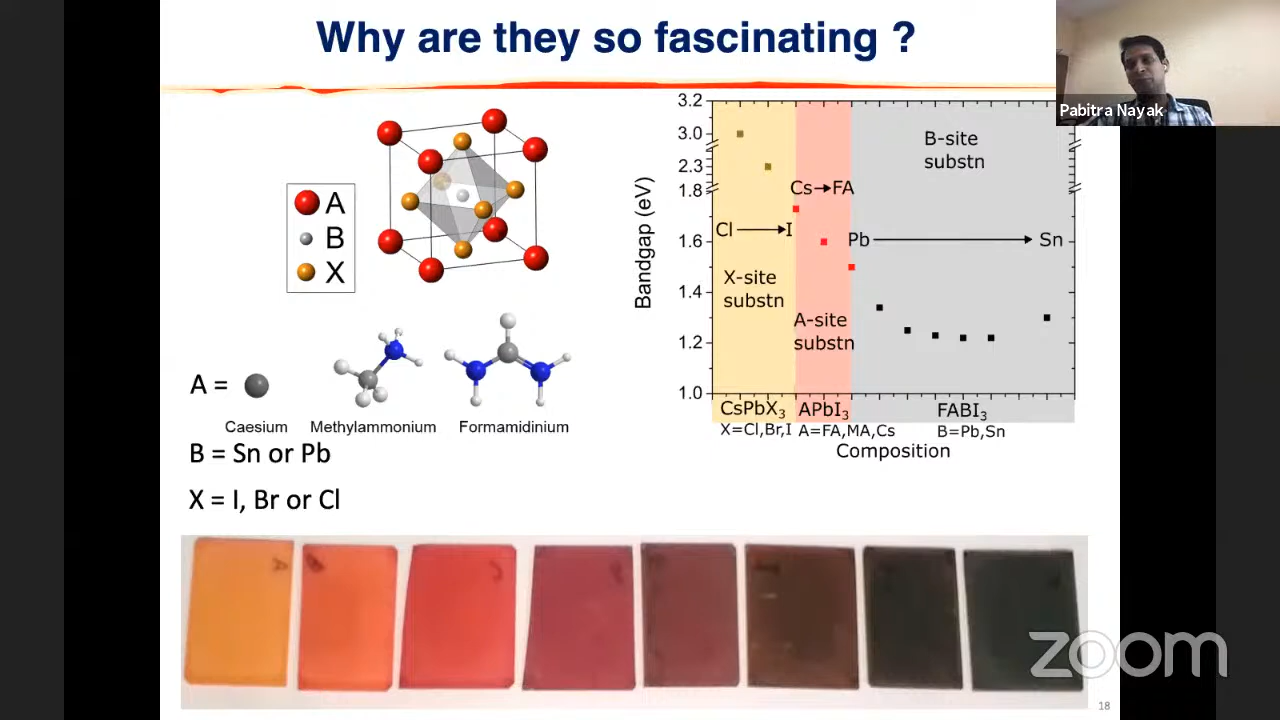 Why are they so fascinating ?
Pabitra Nayak
A
B
X
A =
Caesium
Methylammonium
Formamidinium
B = Sn or Pb
X = I, Br or Cl
Bandgap (eV)
3.2
3.0
2.3
1.8
1.6
1.4
1.2
1.0
B-site
substn
Cs→FA
Cl→I
Pb→Sn
X-site
substn
A-site
substn
CsPbX₃
X=Cl,Br,I
APbI₃
A=FA,MA,Cs
FABI₃
B=Pb,Sn
Composition
zoom
18